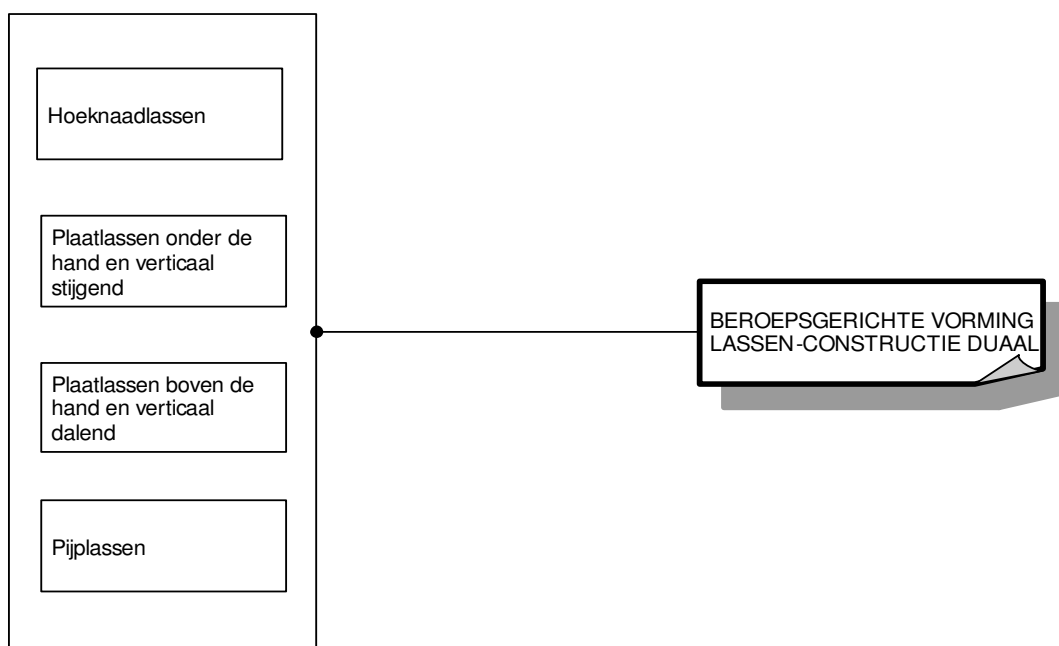 Hoeknaadlassen
Plaatlassen onder de
hand en verticaal
stijgend
Plaatlassen boven de
hand en verticaal
dalend
Pijplassen
BEROEPSGERICHTE VORMING
LASSEN-CONSTRUCTIE DUAAL